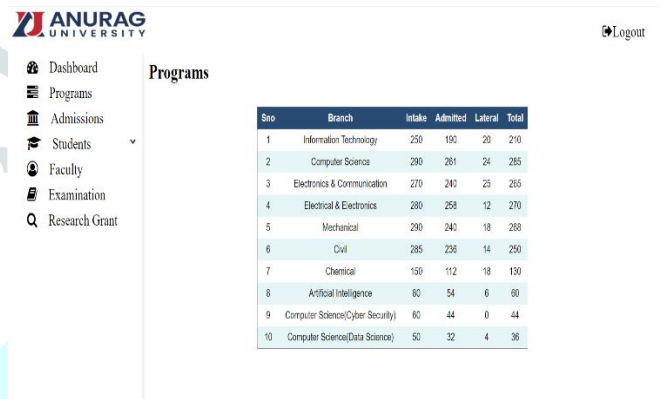 ANURAG
UNIVERSITY
Logout
Dashboard
Programs
Admissions
Students
Faculty
Examination
Research Grant
Programs
Sno Branch Intake Admitted Lateral Total
1 Information Technology 250 190 20 210
2 Computer Science 290 261 24 285
3 Electronics & Communication 270 240 25 265
4 Electrical & Electronics 280 258 12 270
5 Mechanical 290 240 18 268
6 Civil 285 236 14 250
7 Chemical 150 112 18 130
8 Artificial Intelligence 60 54 6 60
9 Computer Science(Cyber Security) 60 44 0 44
10 Computer Science(Data Science) 50 32 4 36